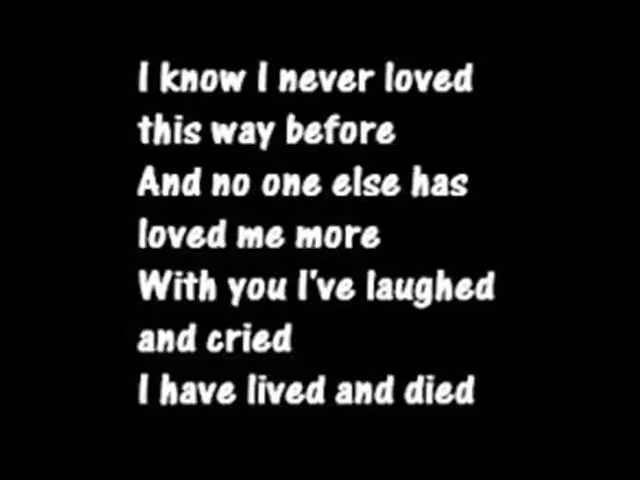 I know I never loved
this way before
And no one else has
loved me more
With you I've laughed
and cried
I have lived and died